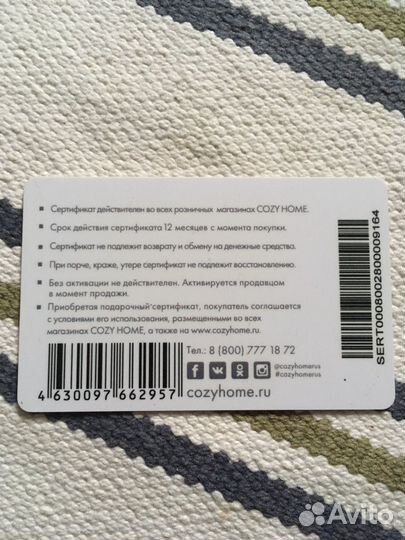 Сертификат действителен во всех розничных магазинах COZY HOME.
Срок действия сертификата 12 месяцев с момента покупки.
Сертификат не подлежит возврату и обмену на денежные средства.
При порче, краже, утере сертификат не подлежит восстановлению.
Без активации не действителен. Активируется продавцом
в момент продажи.
Приобретая подарочный сертификат, покупатель соглашается
с условиями его использования, размещенными во всех
магазинах COZY HOME, а также на www.cozyhome.ru.
Тел.: 8 (800) 777 18 72
@cozyhomerus
#cozyhomerus
cozyhome.ru
4 630097 662957
SERT0008002800009164
Avito